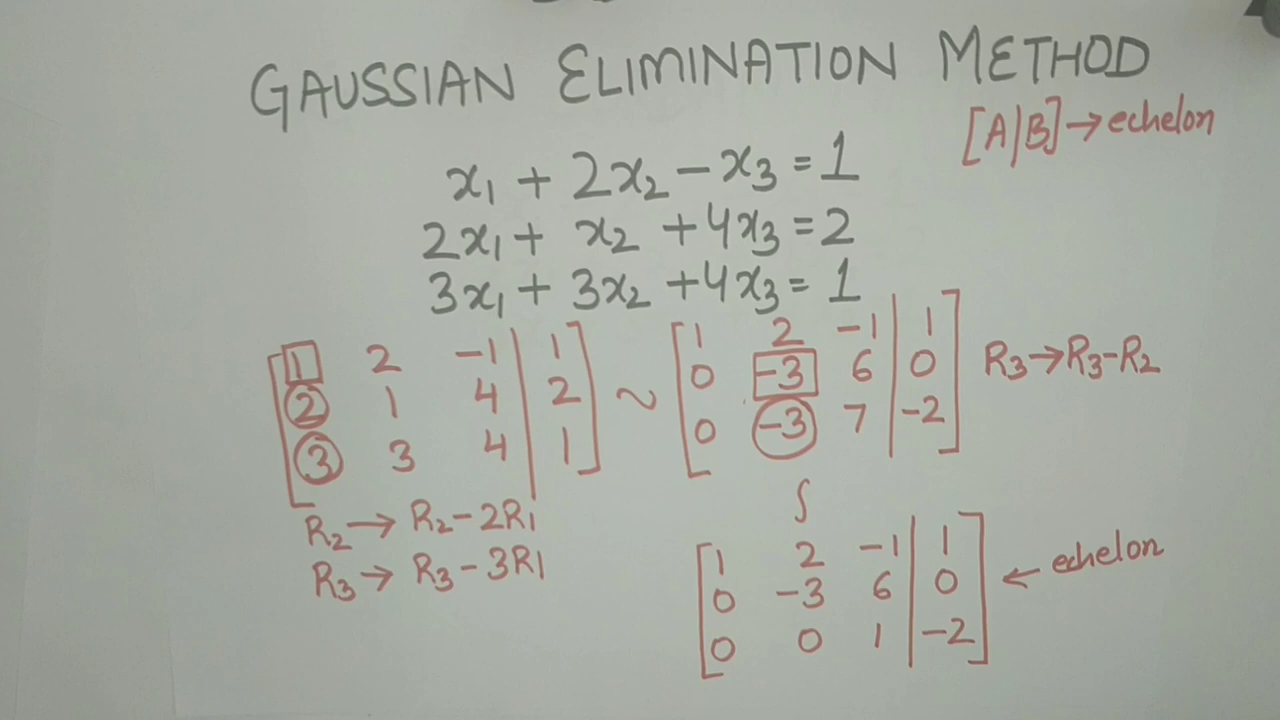 GAUSSIAN ELIMINATION METHOD
[A|B]→echelon
x₁ + 2x₂ − x₃ = 1
2x₁ + x₂ + 4x₃ = 2
3x₁ + 3x₂ + 4x₃ = 1
[1 2 −1 | 1] ~ [1 2 −1 | 1]
[2 1 4 | 2] [0 −3 6 | 0] R₃→R₃−R₂
[3 3 4 | 1] [0 −3 7 | −2]
R₂ → R₂ − 2R₁
R₃ → R₃ − 3R₁
∫
[1 2 −1 | 1]
[0 −3 6 | 0] ← echelon
[0 0 1 | −2]